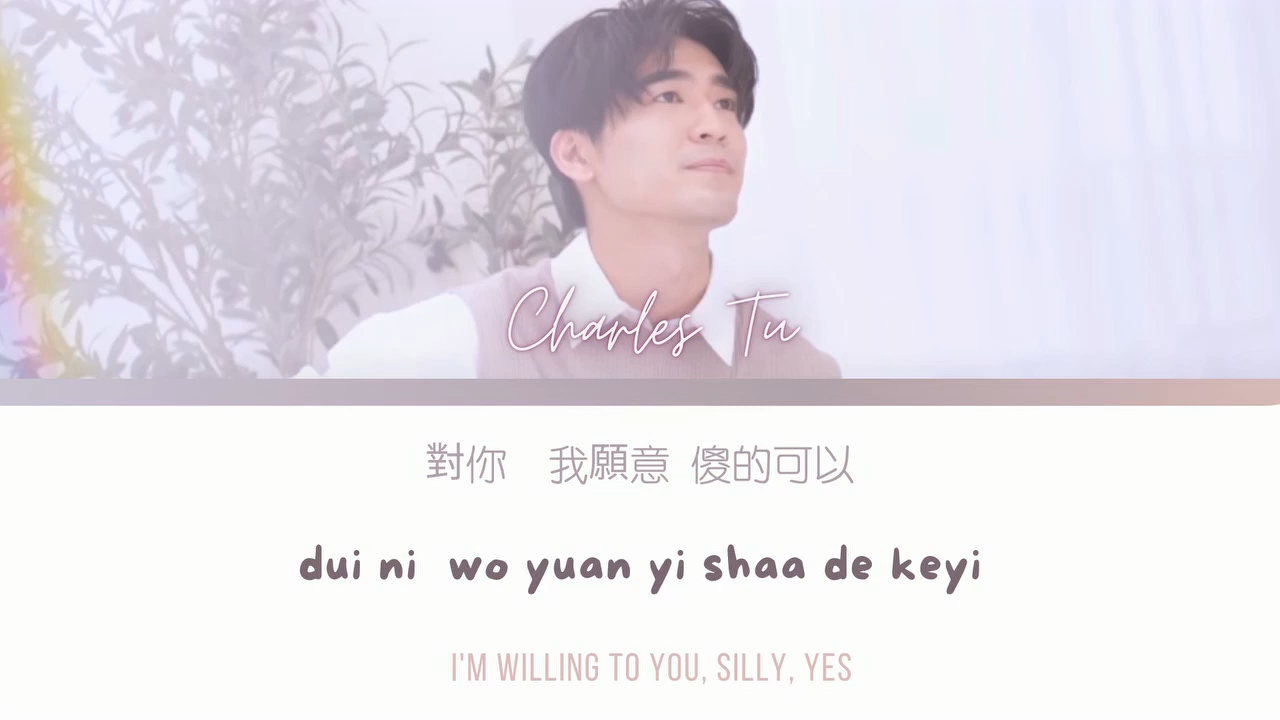 Charles Tu
對你 我願意 傻的可以
dui ni wo yuan yi shaa de keyi
I'M WILLING TO YOU, SILLY, YES